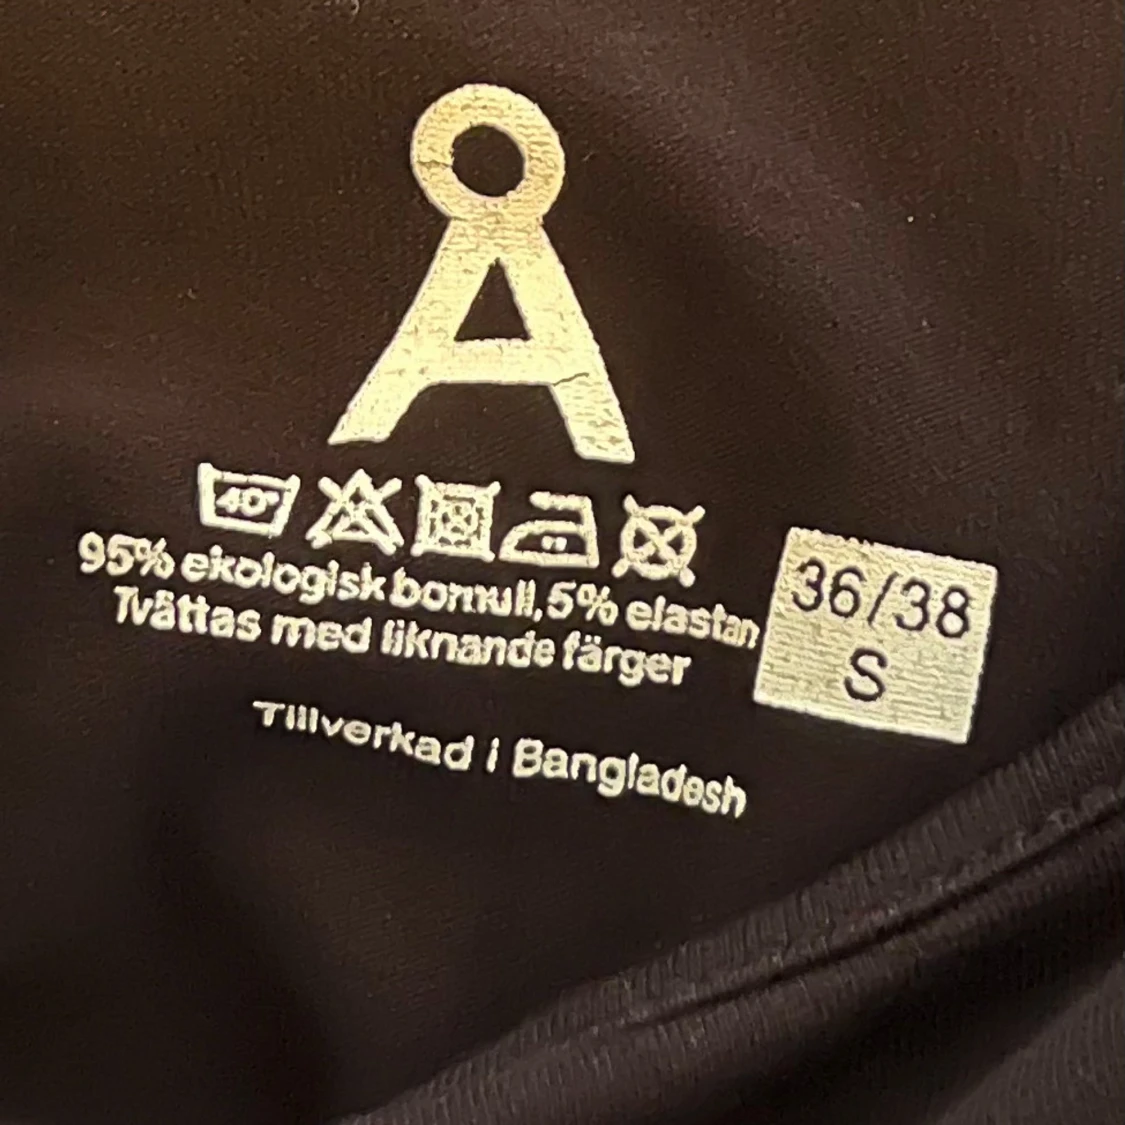 Å
40°
95% ekologisk bomull, 5% elastan
Tvättas med liknande färger
36/38
S
Tillverkad i Bangladesh